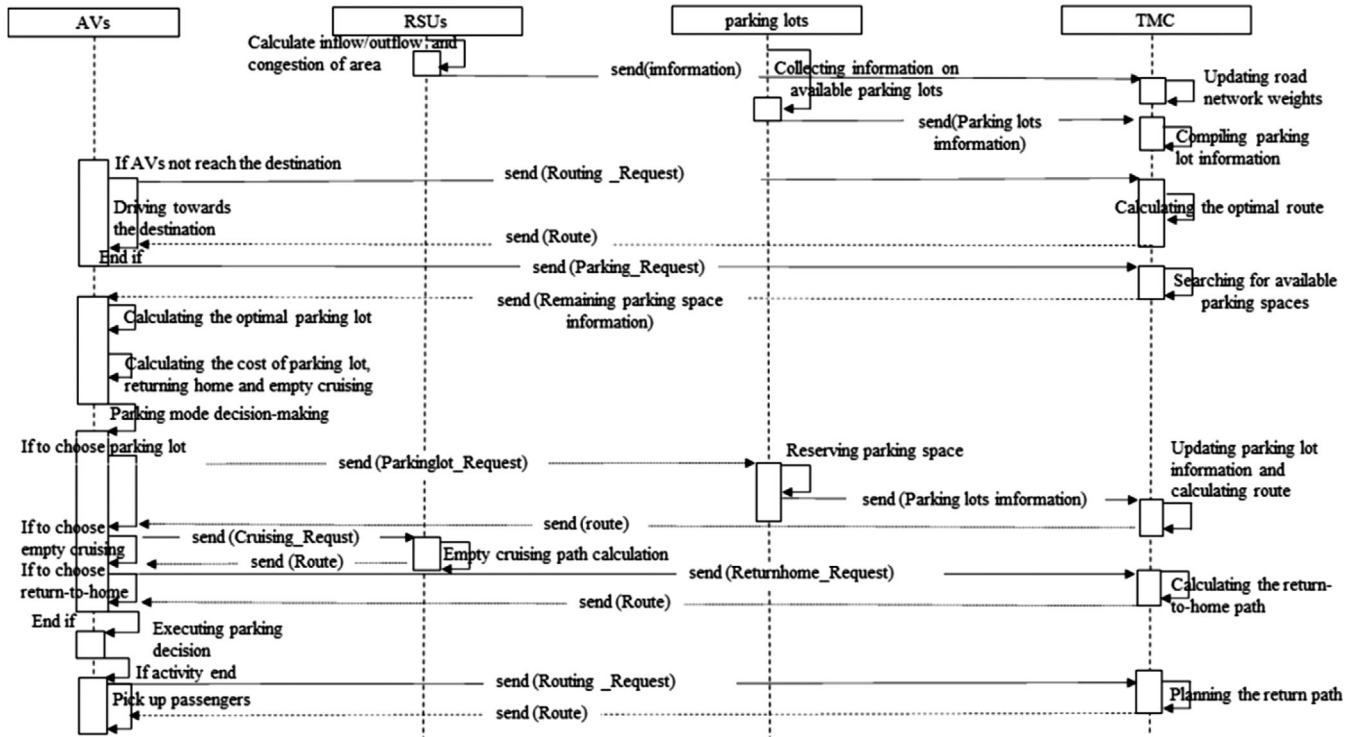 AVs
RSUs
parking lots
TMC
Calculate inflow/outflow and
congestion of area
send(imformation)
Collecting information on
available parking lots
Updating road
network weights
send(Parking lots
imformation)
Compiling parking
lot information
If AVs not reach the destination
send (Routing _Request)
Driving towards
the destination
Calculating the optimal route
send (Route)
End if
send (Parking_Request)
Searching for available
parking spaces
send (Remaining parking space
information)
Calculating the optimal parking lot
Calculating the cost of parking lot,
returning home and empty cruising
Parking mode decision-making
If to choose parking lot
send (Parkinglot_Request)
Reserving parking space
Updating parking lot
information and
calculating route
send (Parking lots imformation)
send (route)
If to choose
empty cruising
send (Cruising_Requst)
Empty cruising path calculation
send (Route)
If to choose
return-to-home
send (Returnhome_Request)
Calculating the return-
to-home path
send (Route)
End if
Executing parking
decision
If activity end
send (Routing _Request)
Pick up passengers
Planning the return path
send (Route)